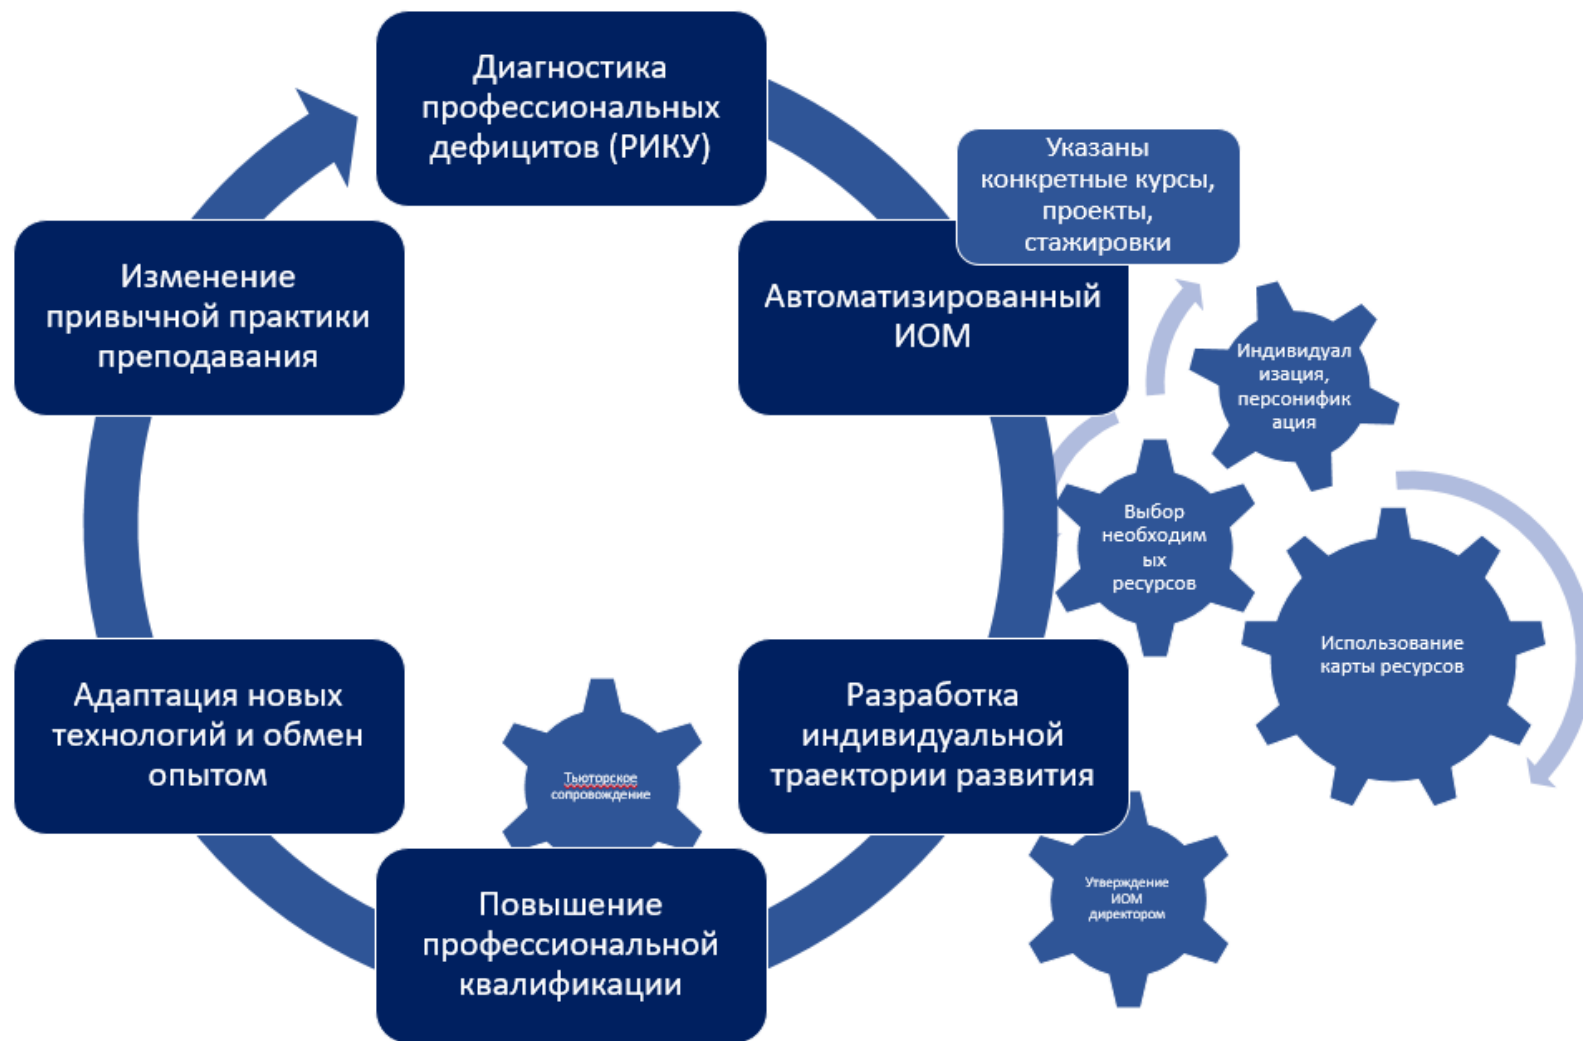 Диагностика
профессиональных
дефицитов (РИКУ)
Указаны
конкретные курсы,
проекты,
стажировки
Автоматизированный
ИОМ
Изменение
привычной практики
преподавания
Индивидуал
изация,
персонифик
ация
Выбор
необходим
ых
ресурсов
Использование
карты ресурсов
Разработка
индивидуальной
траектории развития
Адаптация новых
технологий и обмен
опытом
Тьюторское
сопровождение
Утверждение
ИОМ
директором
Повышение
профессиональной
квалификации